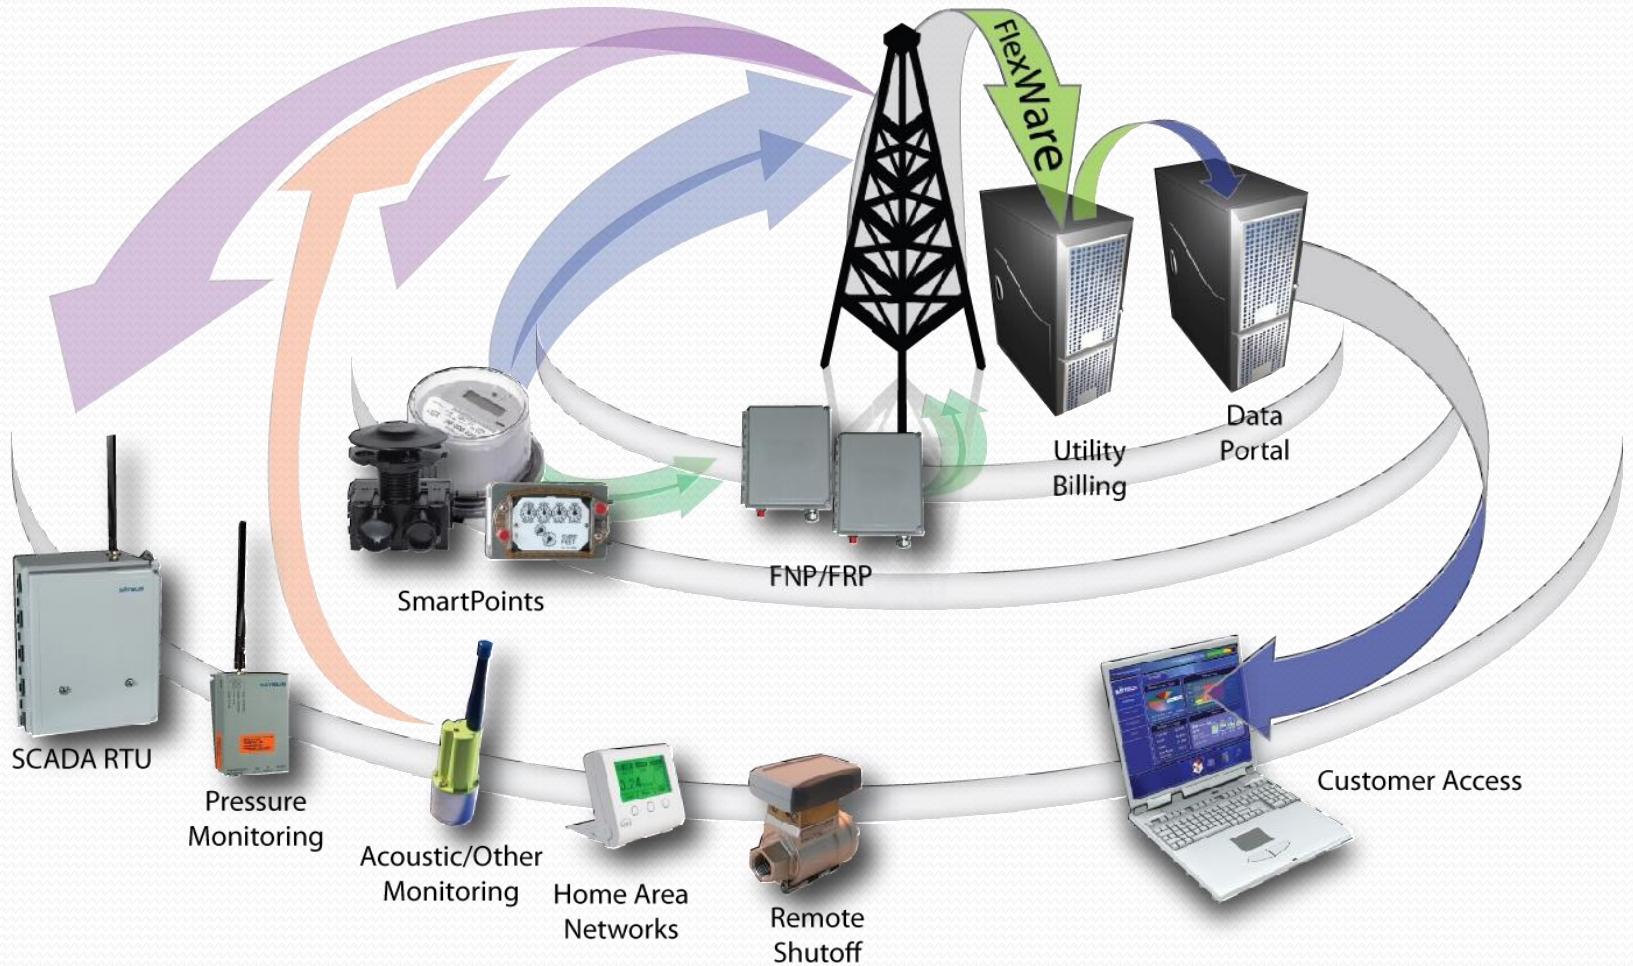 FlexWare
Utility
Billing
Data
Portal
FNP/FRP
SmartPoints
SCADA RTU
Pressure
Monitoring
Acoustic/Other
Monitoring
Home Area
Networks
Remote
Shutoff
Customer Access